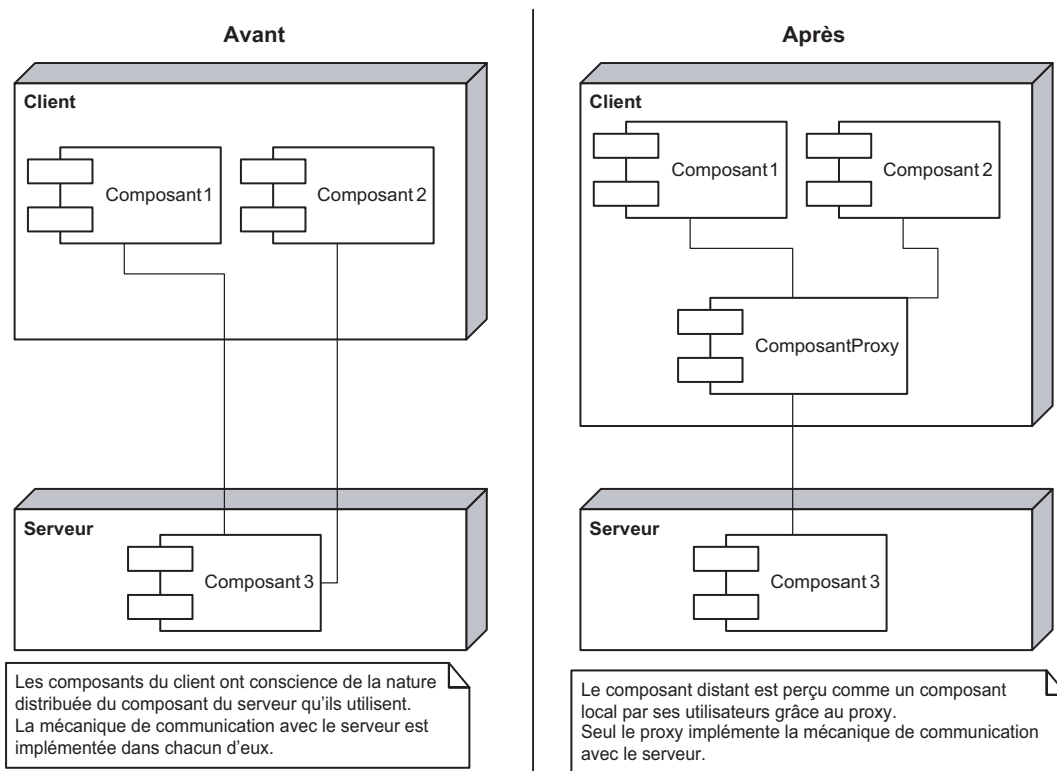 Avant
Client
Composant 1
Composant 2
Serveur
Composant 3
Les composants du client ont conscience de la nature
distribuée du composant du serveur qu'ils utilisent.
La mécanique de communication avec le serveur est
implémentée dans chacun d'eux.
Après
Client
Composant 1
Composant 2
ComposantProxy
Serveur
Composant 3
Le composant distant est perçu comme un composant
local par ses utilisateurs grâce au proxy.
Seul le proxy implémente la mécanique de communication
avec le serveur.